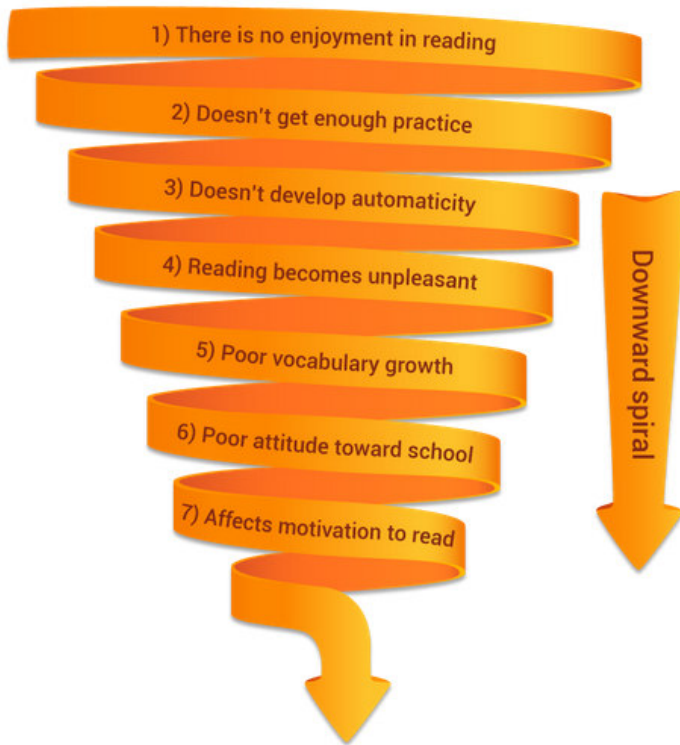 1) There is no enjoyment in reading
2) Doesn't get enough practice
3) Doesn't develop automaticity
4) Reading becomes unpleasant
5) Poor vocabulary growth
6) Poor attitude toward school
7) Affects motivation to read
Downward spiral